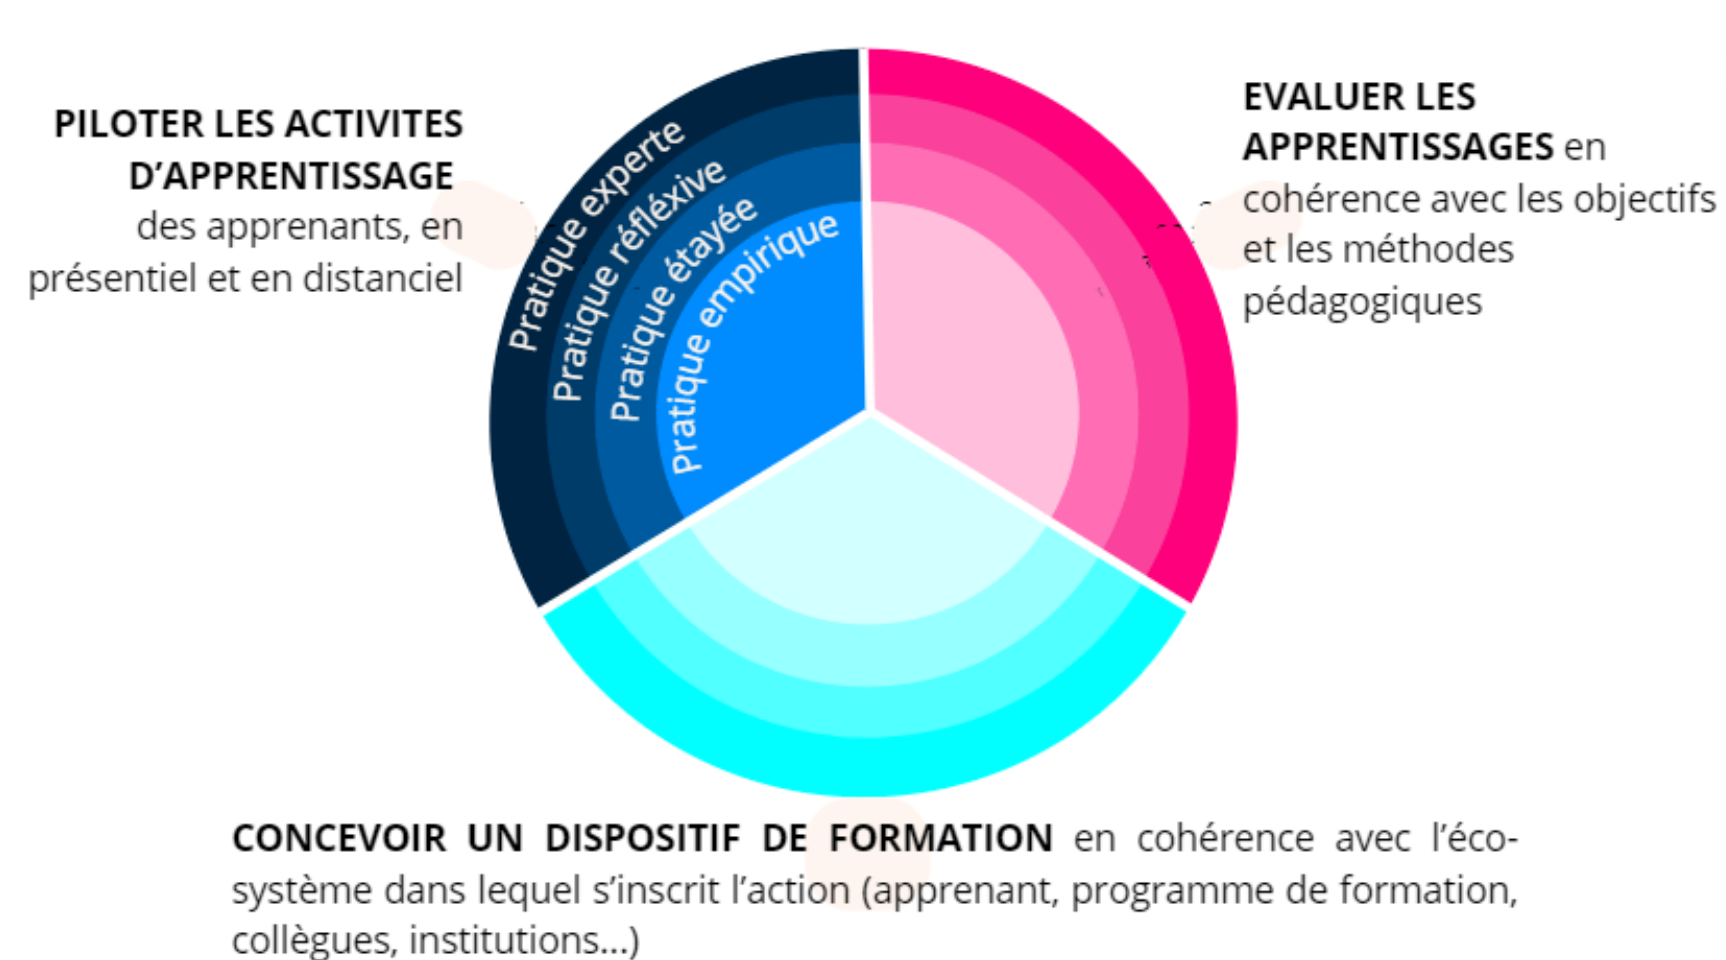 PILOTER LES ACTIVITES
D’APPRENTISSAGE
des apprenants, en
présentiel et en distanciel
Pratique experte
Pratique réfléxive
Pratique étayée
Pratique empirique
EVALUER LES
APPRENTISSAGES en
cohérence avec les objectifs
et les méthodes
pédagogiques
CONCEVOIR UN DISPOSITIF DE FORMATION en cohérence avec l’éco-
système dans lequel s’inscrit l’action (apprenant, programme de formation,
collègues, institutions...)